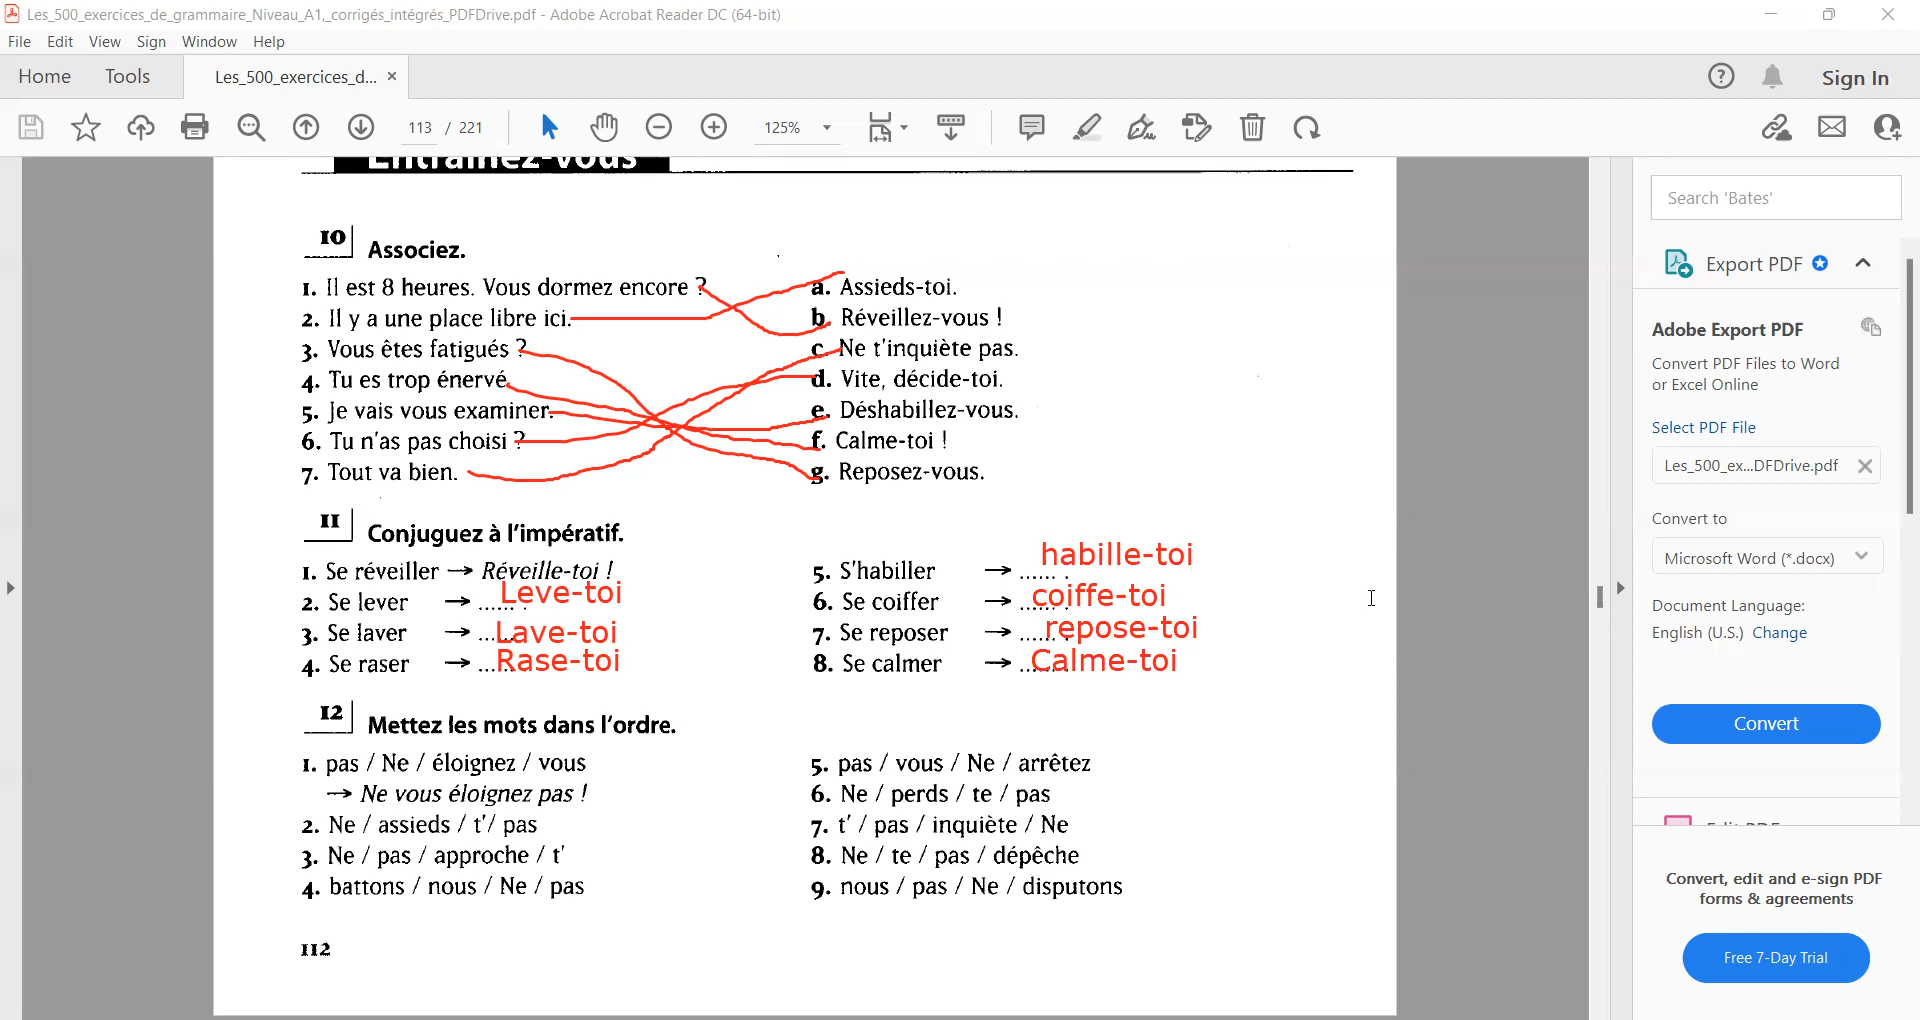 Les_500_exercices_de_grammaire_Niveau_A1,_corrigés_intégrés_PDFDrive.pdf - Adobe Acrobat Reader DC (64-bit)
File Edit View Sign Window Help
Home Tools Les_500_exercices_d... ×
Sign In
113 / 221 125%
Entraînez-vous
10 Associez.
1. Il est 8 heures. Vous dormez encore ? a. Assieds-toi.
2. Il y a une place libre ici. b. Réveillez-vous !
3. Vous êtes fatigués ? c. Ne t'inquiète pas.
4. Tu es trop énervé. d. Vite, décide-toi.
5. Je vais vous examiner. e. Déshabillez-vous.
6. Tu n'as pas choisi ? f. Calme-toi !
7. Tout va bien. g. Reposez-vous.
11 Conjuguez à l'impératif.
1. Se réveiller → Réveille-toi ! 5. S'habiller → ...... . habille-toi
2. Se lever → ...... . Leve-toi 6. Se coiffer → ...... . coiffe-toi
3. Se laver → ...... Lave-toi 7. Se reposer → ...... . repose-toi
4. Se raser → ...... Rase-toi 8. Se calmer → ...... . Calme-toi
12 Mettez les mots dans l'ordre.
1. pas / Ne / éloignez / vous 5. pas / vous / Ne / arrêtez
→ Ne vous éloignez pas ! 6. Ne / perds / te / pas
2. Ne / assieds / t'/ pas 7. t' / pas / inquiète / Ne
3. Ne / pas / approche / t' 8. Ne / te / pas / dépêche
4. battons / nous / Ne / pas 9. nous / pas / Ne / disputons
112
Search 'Bates'
Export PDF
Adobe Export PDF
Convert PDF Files to Word
or Excel Online
Select PDF File
Les_500_ex...DFDrive.pdf
Convert to
Microsoft Word (*.docx)
Document Language:
English (U.S.) Change
Convert
Edit PDF
Convert, edit and e-sign PDF
forms & agreements
Free 7-Day Trial